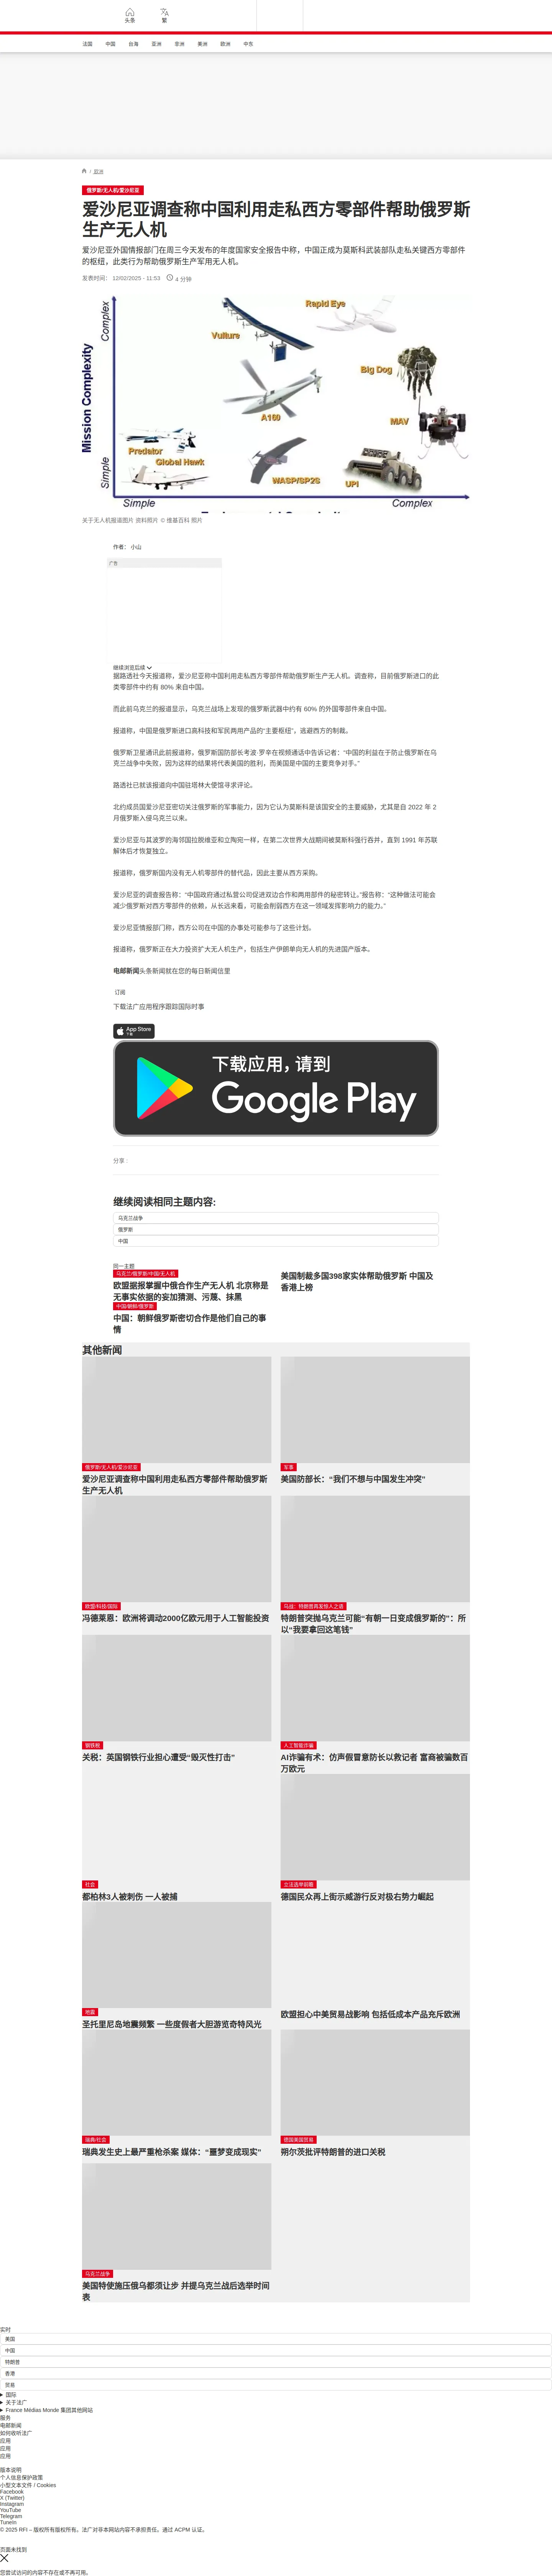 头条
繁
法国 中国 台海 亚洲 非洲 美洲 欧洲 中东
/ 欧洲
俄罗斯/无人机/爱沙尼亚
爱沙尼亚调查称中国利用走私西方零部件帮助俄罗斯
生产无人机
爱沙尼亚外国情报部门在周三今天发布的年度国家安全报告中称，中国正成为莫斯科武装部队走私关键西方零部件
的枢纽，此类行为帮助俄罗斯生产军用无人机。
发表时间： 12/02/2025 - 11:53 4 分钟
Mission Complexity
Complex
Simple
Rapid Eye
Vulture
Big Dog
A160
MAV
Predator
Global Hawk
WASP/SP2S
UPI
Simple
Complex
关于无人机报道图片 资料照片 © 维基百科 照片
作者： 小山
广告
继续浏览后续
据路透社今天报道称，爱沙尼亚称中国利用走私西方零部件帮助俄罗斯生产无人机。调查称，目前俄罗斯进口的此
类零部件中约有 80% 来自中国。
而此前乌克兰的报道显示，乌克兰战场上发现的俄罗斯武器中约有 60% 的外国零部件来自中国。
报道称，中国是俄罗斯进口高科技和军民两用产品的“主要枢纽”，逃避西方的制裁。
俄罗斯卫星通讯此前报道称，俄罗斯国防部长考波·罗辛在视频通话中告诉记者：“中国的利益在于防止俄罗斯在乌
克兰战争中失败，因为这样的结果将代表美国的胜利，而美国是中国的主要竞争对手。”
路透社已就该报道向中国驻塔林大使馆寻求评论。
北约成员国爱沙尼亚密切关注俄罗斯的军事能力，因为它认为莫斯科是该国安全的主要威胁，尤其是自 2022 年 2
月俄罗斯入侵乌克兰以来。
爱沙尼亚与其波罗的海邻国拉脱维亚和立陶宛一样，在第二次世界大战期间被莫斯科强行吞并，直到 1991 年苏联
解体后才恢复独立。
报道称，俄罗斯国内没有无人机零部件的替代品，因此主要从西方采购。
爱沙尼亚的调查报告称：“中国政府通过私营公司促进双边合作和两用部件的秘密转让。”报告称：“这种做法可能会
减少俄罗斯对西方零部件的依赖，从长远来看，可能会削弱西方在这一领域发挥影响力的能力。”
爱沙尼亚情报部门称，西方公司在中国的办事处可能参与了这些计划。
报道称，俄罗斯正在大力投资扩大无人机生产，包括生产伊朗单向无人机的先进国产版本。
电邮新闻头条新闻就在您的每日新闻信里
订阅
下载法广应用程序跟踪国际时事
App Store
下载
下载应用，请到
Google Play
分享 :
继续阅读相同主题内容:
乌克兰战争
俄罗斯
中国
同一主题
乌克兰/俄罗斯/中国/无人机
欧盟据报掌握中俄合作生产无人机 北京称是
无事实依据的妄加猜测、污蔑、抹黑
美国制裁多国398家实体帮助俄罗斯 中国及
香港上榜
中国/朝鲜/俄罗斯
中国：朝鲜俄罗斯密切合作是他们自己的事
情
其他新闻
俄罗斯/无人机/爱沙尼亚
爱沙尼亚调查称中国利用走私西方零部件帮助俄罗斯
生产无人机
军事
美国防部长：“我们不想与中国发生冲突”
欧盟/科技/国际
冯德莱恩：欧洲将调动2000亿欧元用于人工智能投资
乌战：特朗普再发惊人之语
特朗普突抛乌克兰可能“有朝一日变成俄罗斯的”：所
以“我要拿回这笔钱”
钢铁税
关税：英国钢铁行业担心遭受“毁灭性打击”
人工智能诈骗
AI诈骗有术：仿声假冒意防长以救记者 富商被骗数百
万欧元
社会
都柏林3人被刺伤 一人被捕
立法选举前瞻
德国民众再上街示威游行反对极右势力崛起
地震
圣托里尼岛地震频繁 一些度假者大胆游览奇特风光
欧盟担心中美贸易战影响 包括低成本产品充斥欧洲
瑞典/社会
瑞典发生史上最严重枪杀案 媒体：“噩梦变成现实”
德国美国贸易
朔尔茨批评特朗普的进口关税
乌克兰战争
美国特使施压俄乌都须让步 并提乌克兰战后选举时间
表
实时
美国
中国
特朗普
香港
贸易
国际
关于法广
France Médias Monde 集团其他网站
服务
电邮新闻
如何收听法广
应用
应用
应用
版本说明
个人信息保护政策
小型文本文件 / Cookies
Facebook
X (Twitter)
Instagram
YouTube
Telegram
TuneIn
© 2025 RFI – 版权所有版权所有。法广对非本网站内容不承担责任。通过 ACPM 认证。
页面未找到
您尝试访问的内容不存在或不再可用。